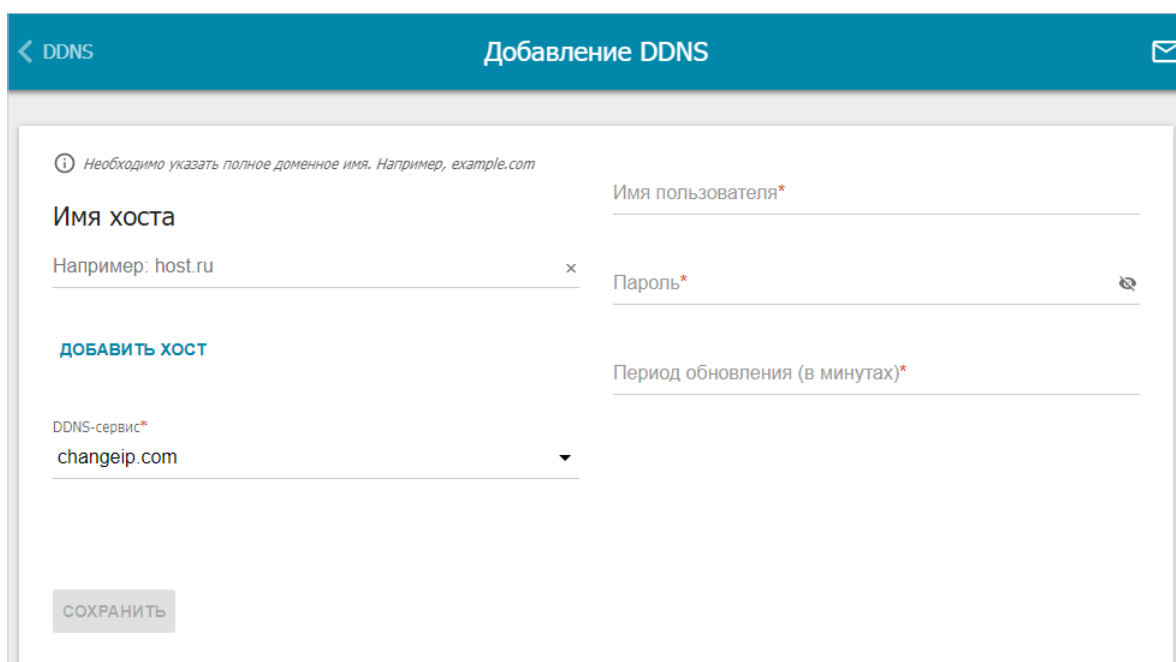 DDNS
Добавление DDNS
Необходимо указать полное доменное имя. Например, example.com
Имя хоста
Например: host.ru
ДОБАВИТЬ ХОСТ
DDNS-сервис*
changeip.com
СОХРАНИТЬ
Имя пользователя*
Пароль*
Период обновления (в минутах)*